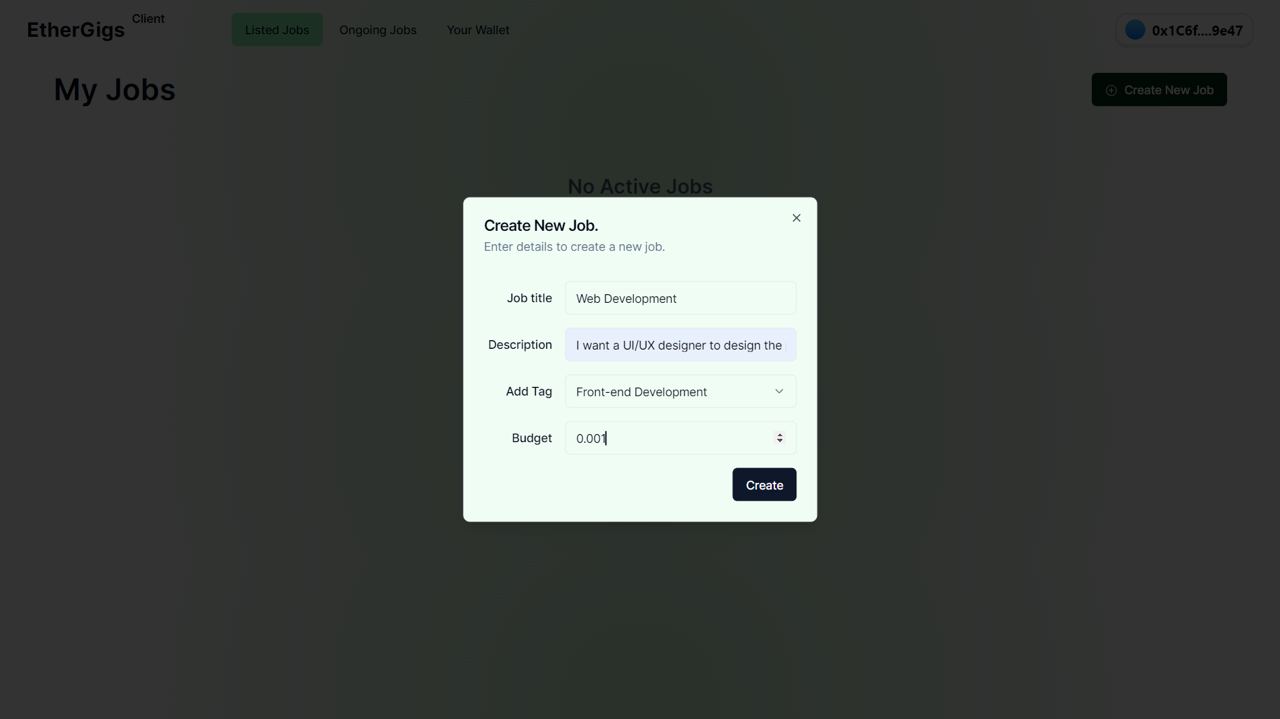 EtherGigs Client
Listed Jobs
Ongoing Jobs
Your Wallet
0x1C6f....9e47
My Jobs
Create New Job
No Active Jobs
Create New Job.
Enter details to create a new job.
Job title
Web Development
Description
I want a UI/UX designer to design the
Add Tag
Front-end Development
Budget
0.001
Create